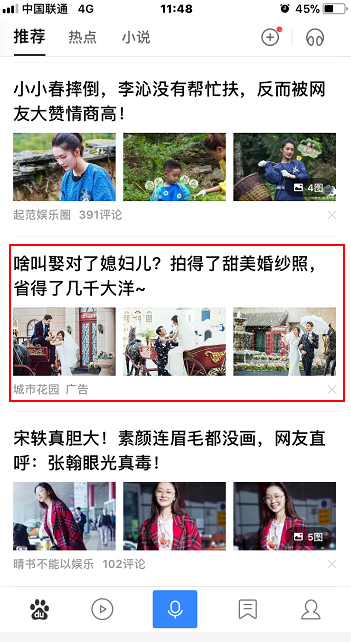 中国联通 4G 11:48 45%
推荐 热点 小说
小小春摔倒，李沁没有帮忙扶，反而被网
友大赞情商高！
4图
起范娱乐圈 391评论
啥叫娶对了媳妇儿？拍得了甜美婚纱照，
省得了几千大洋~
城市花园 广告
宋轶真胆大！素颜连眉毛都没画，网友直
呼：张翰眼光真毒！
5图
晴书不能以娱乐 102评论
du